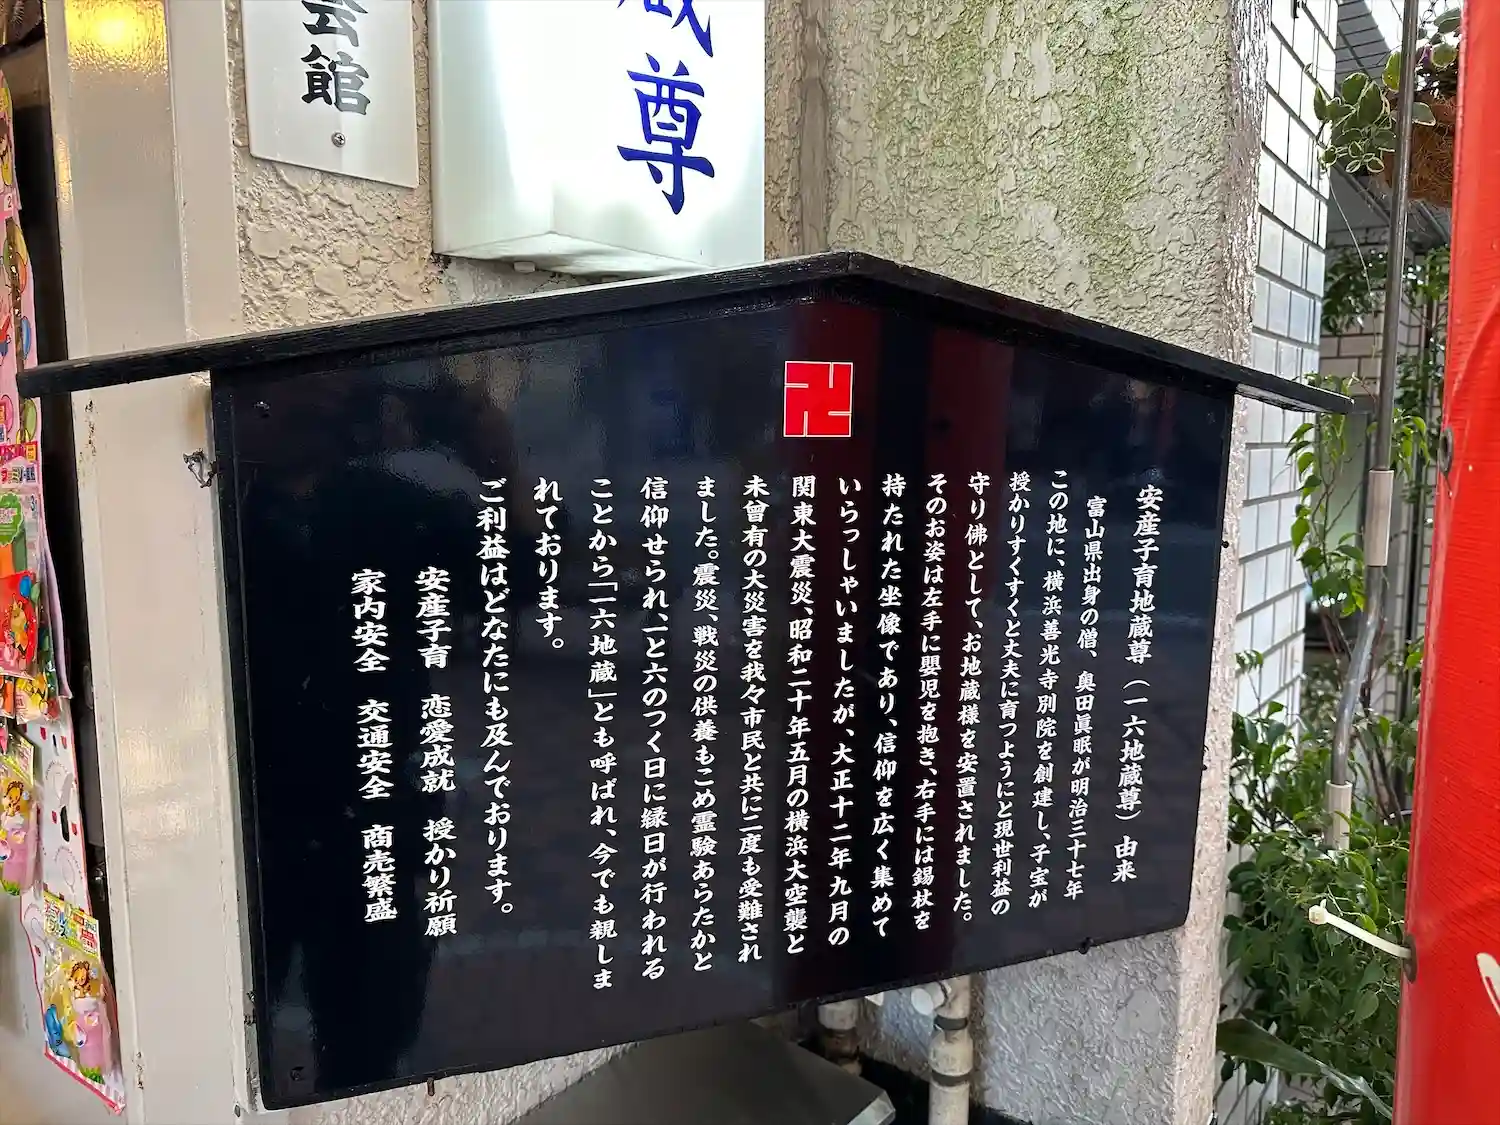 会館
蔵尊
卍
安産子育地蔵尊（一六地蔵尊）由来
富山県出身の僧、奥田眞眠が明治三十七年
この地に、横浜善光寺別院を創建し、子宝が
授かりすくすくと丈夫に育つようにと現世利益の
守り佛として、お地蔵様を安置されました。
そのお姿は左手に嬰児を抱き、右手には錫杖を
持たれた坐像であり、信仰を広く集めて
いらっしゃいましたが、大正十二年九月の
関東大震災、昭和二十年五月の横浜大空襲と
未曾有の大災害を我々市民と共に二度も受難され
ました。震災、戦災の供養もこめ霊験あらたかと
信仰せられ、一と六のつく日に縁日が行われる
ことから「一六地蔵」とも呼ばれ、今でも親しま
れております。
ご利益はどなたにも及んでおります。
安産子育　恋愛成就　授かり祈願
家内安全　交通安全　商売繁盛